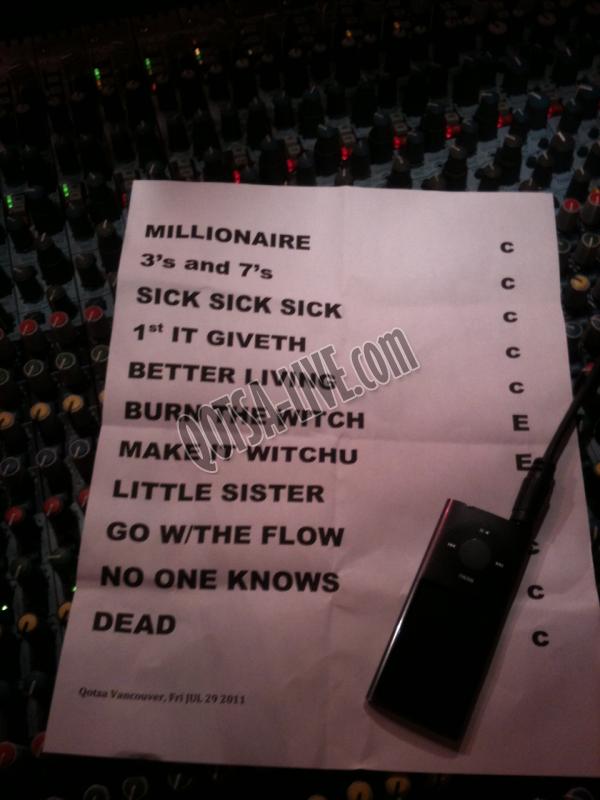 MILLIONAIRE C
3's and 7's C
SICK SICK SICK C
1st IT GIVETH C
BETTER LIVING C
BURN THE WITCH E
MAKE IT WITCHU E
LITTLE SISTER
GO W/THE FLOW C
NO ONE KNOWS C
DEAD C
Qotsa Vancouver, Fri JUL 29 2011
QOTSA-LIVE.com
MENU